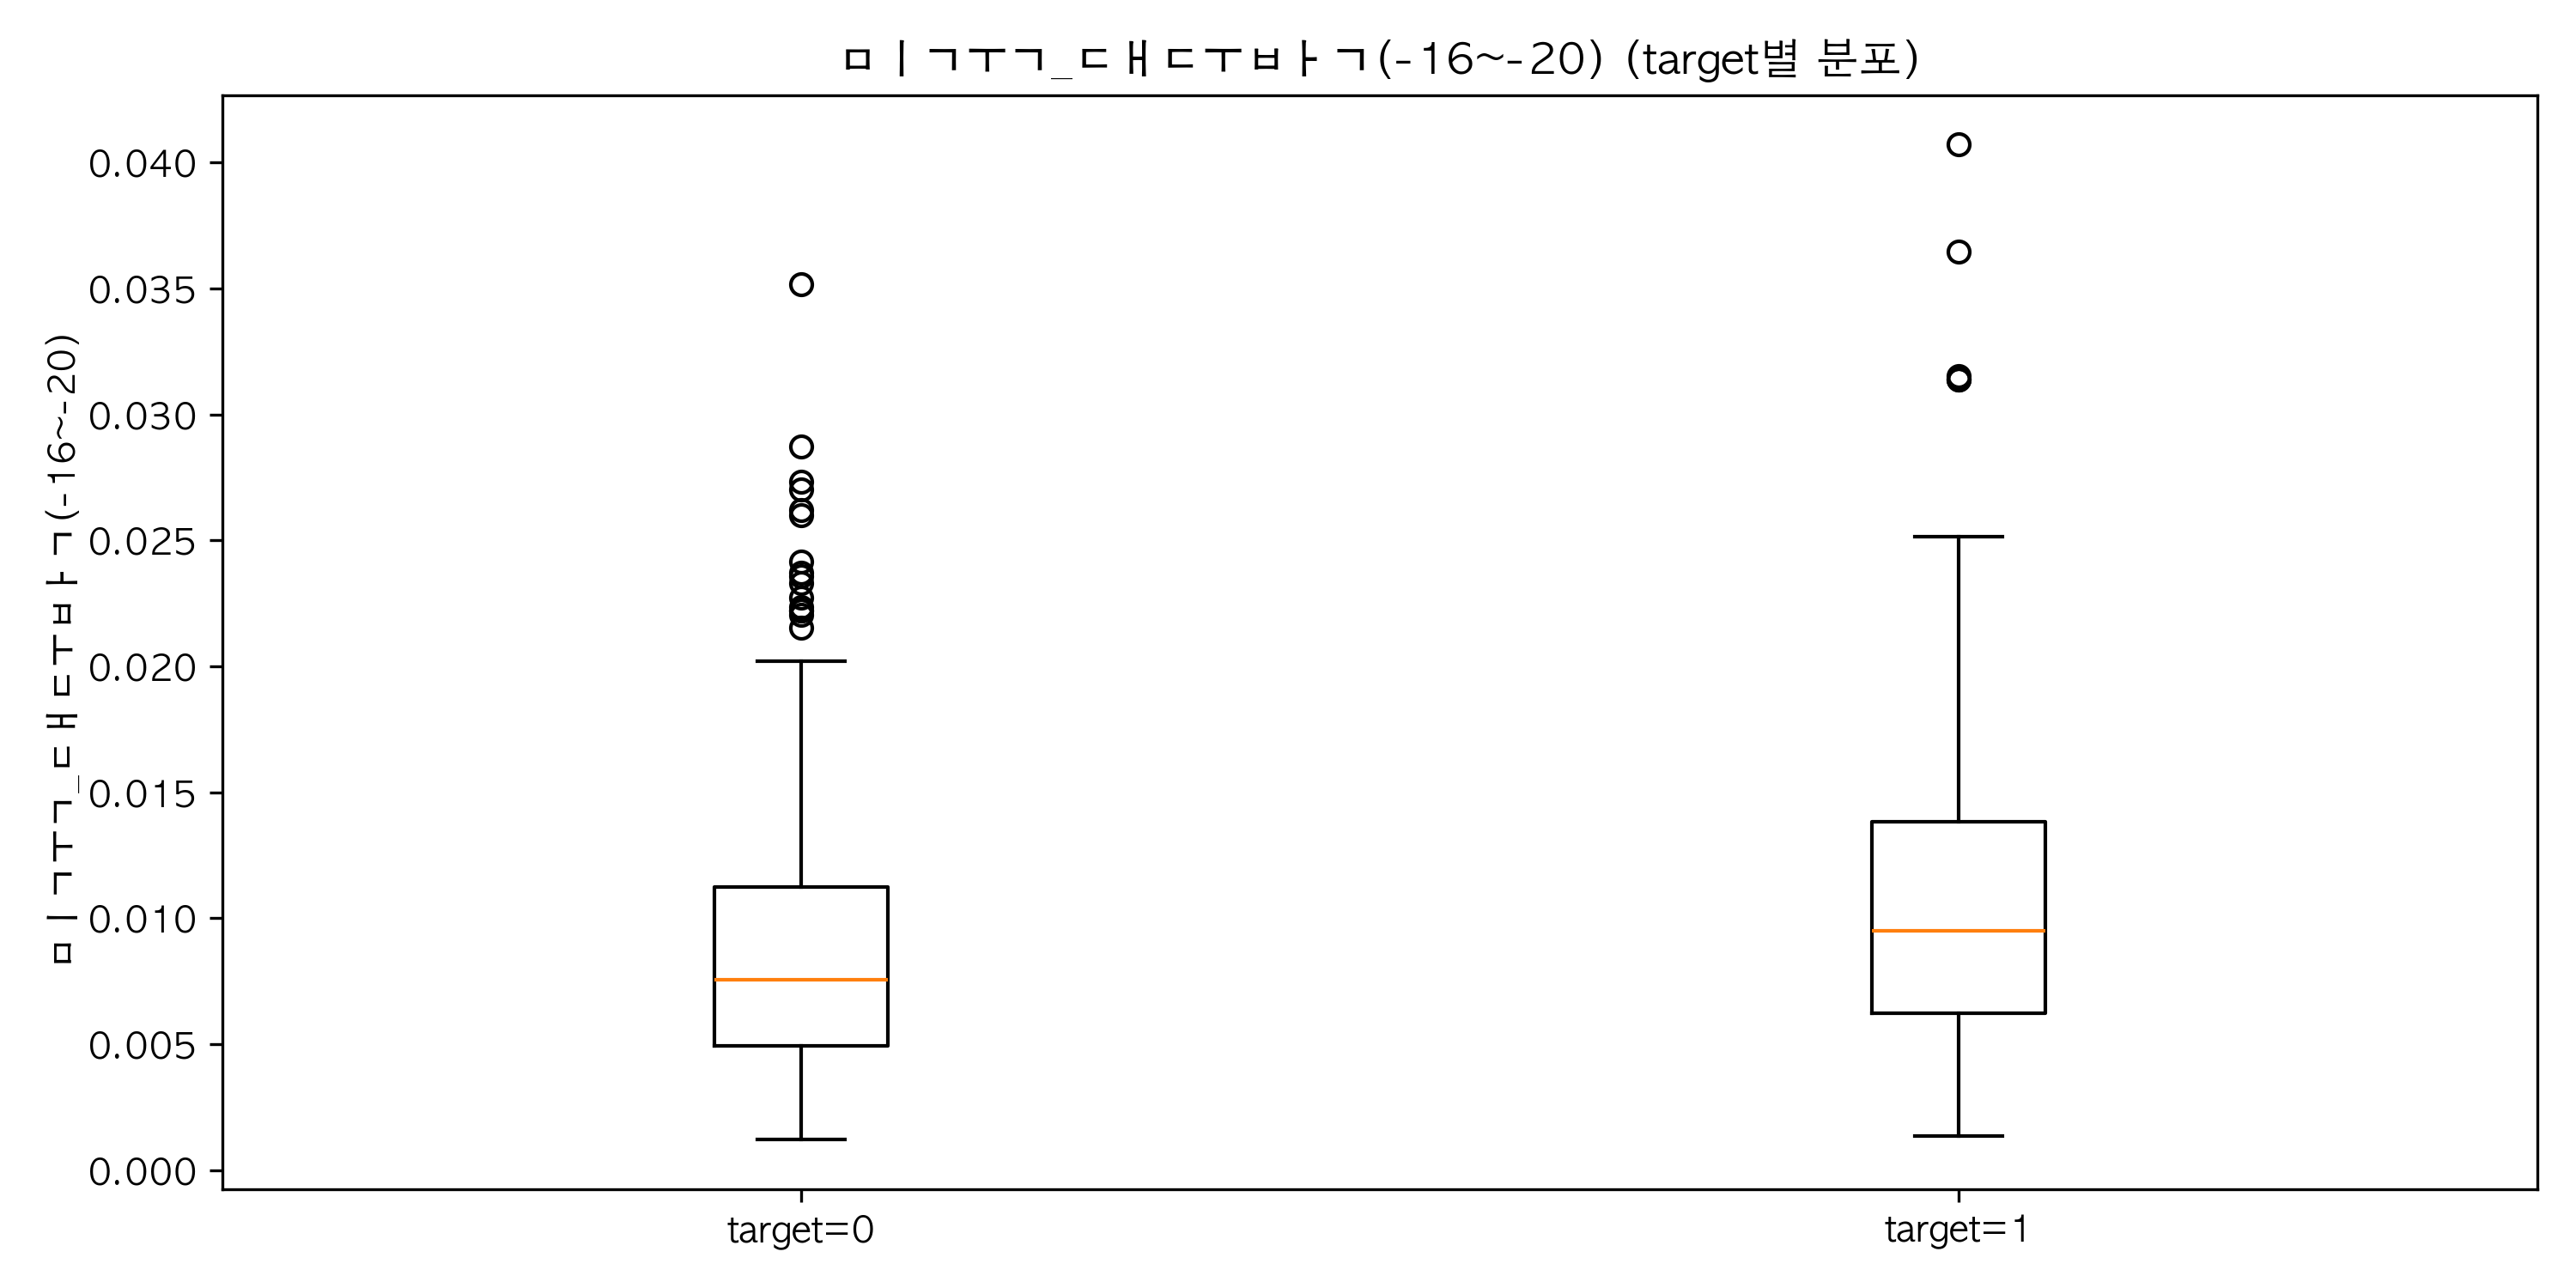 ㅁㅣㄱㅜㄱ_ㄷㅐㄷㅜㅂㅏㄱ(-16~-20) (target별 분포)
ㅁㅣㄱㅜㄱ_ㄷㅐㄷㅜㅂㅏㄱ(-16~-20)
0.040
0.035
0.030
0.025
0.020
0.015
0.010
0.005
0.000
target=0
target=1